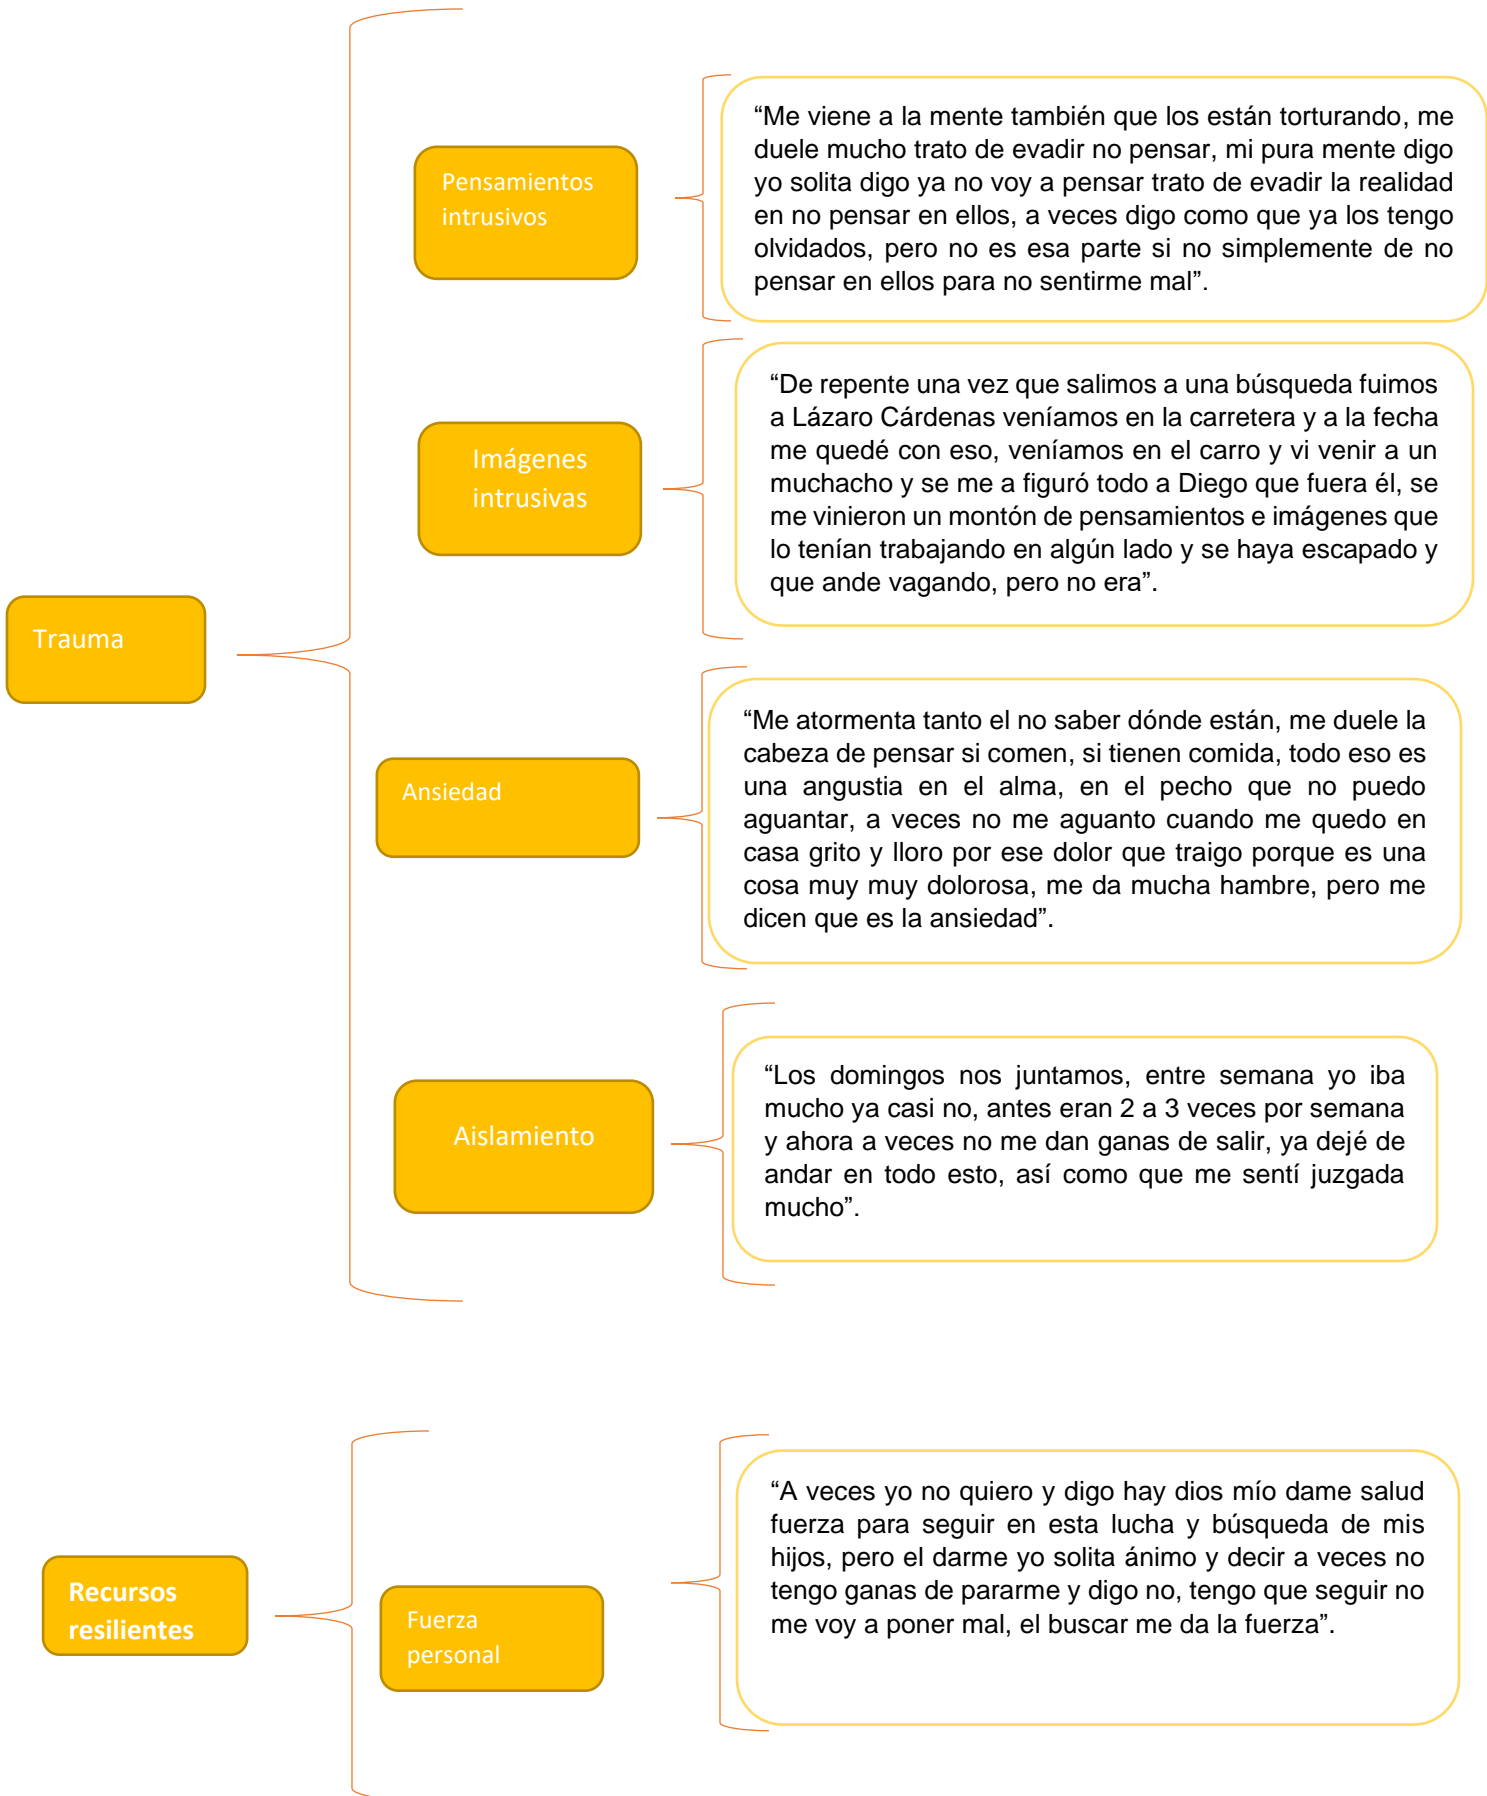 Trauma
Pensamientos
intrusivos
“Me viene a la mente también que los están torturando, me
duele mucho trato de evadir no pensar, mi pura mente digo
yo solita digo ya no voy a pensar trato de evadir la realidad
en no pensar en ellos, a veces digo como que ya los tengo
olvidados, pero no es esa parte si no simplemente de no
pensar en ellos para no sentirme mal”.
Imágenes
intrusivas
“De repente una vez que salimos a una búsqueda fuimos
a Lázaro Cárdenas veníamos en la carretera y a la fecha
me quedé con eso, veníamos en el carro y vi venir a un
muchacho y se me a figuró todo a Diego que fuera él, se
me vinieron un montón de pensamientos e imágenes que
lo tenían trabajando en algún lado y se haya escapado y
que ande vagando, pero no era”.
Ansiedad
“Me atormenta tanto el no saber dónde están, me duele la
cabeza de pensar si comen, si tienen comida, todo eso es
una angustia en el alma, en el pecho que no puedo
aguantar, a veces no me aguanto cuando me quedo en
casa grito y lloro por ese dolor que traigo porque es una
cosa muy muy dolorosa, me da mucha hambre, pero me
dicen que es la ansiedad”.
Aislamiento
“Los domingos nos juntamos, entre semana yo iba
mucho ya casi no, antes eran 2 a 3 veces por semana
y ahora a veces no me dan ganas de salir, ya dejé de
andar en todo esto, así como que me sentí juzgada
mucho”.
Recursos
resilientes
Fuerza
personal
“A veces yo no quiero y digo hay dios mío dame salud
fuerza para seguir en esta lucha y búsqueda de mis
hijos, pero el darme yo solita ánimo y decir a veces no
tengo ganas de pararme y digo no, tengo que seguir no
me voy a poner mal, el buscar me da la fuerza”.